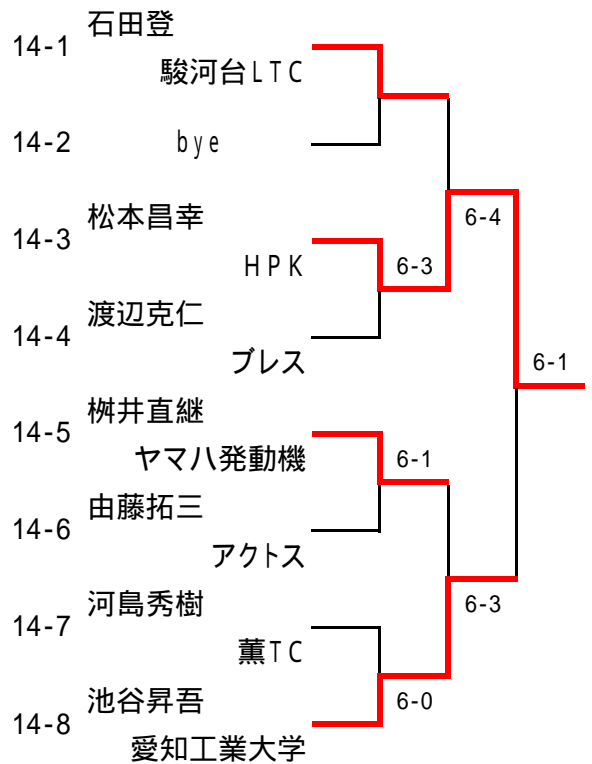 石田登
14-1
駿河台LTC
14-2
bye
松本昌幸
14-3
HPK
6-3
6-4
渡辺克仁
14-4
ブレス
6-1
桝井直継
14-5
ヤマハ発動機
6-1
由藤拓三
14-6
アクトス
河島秀樹
14-7
薫TC
6-3
池谷昇吾
14-8
愛知工業大学
6-0